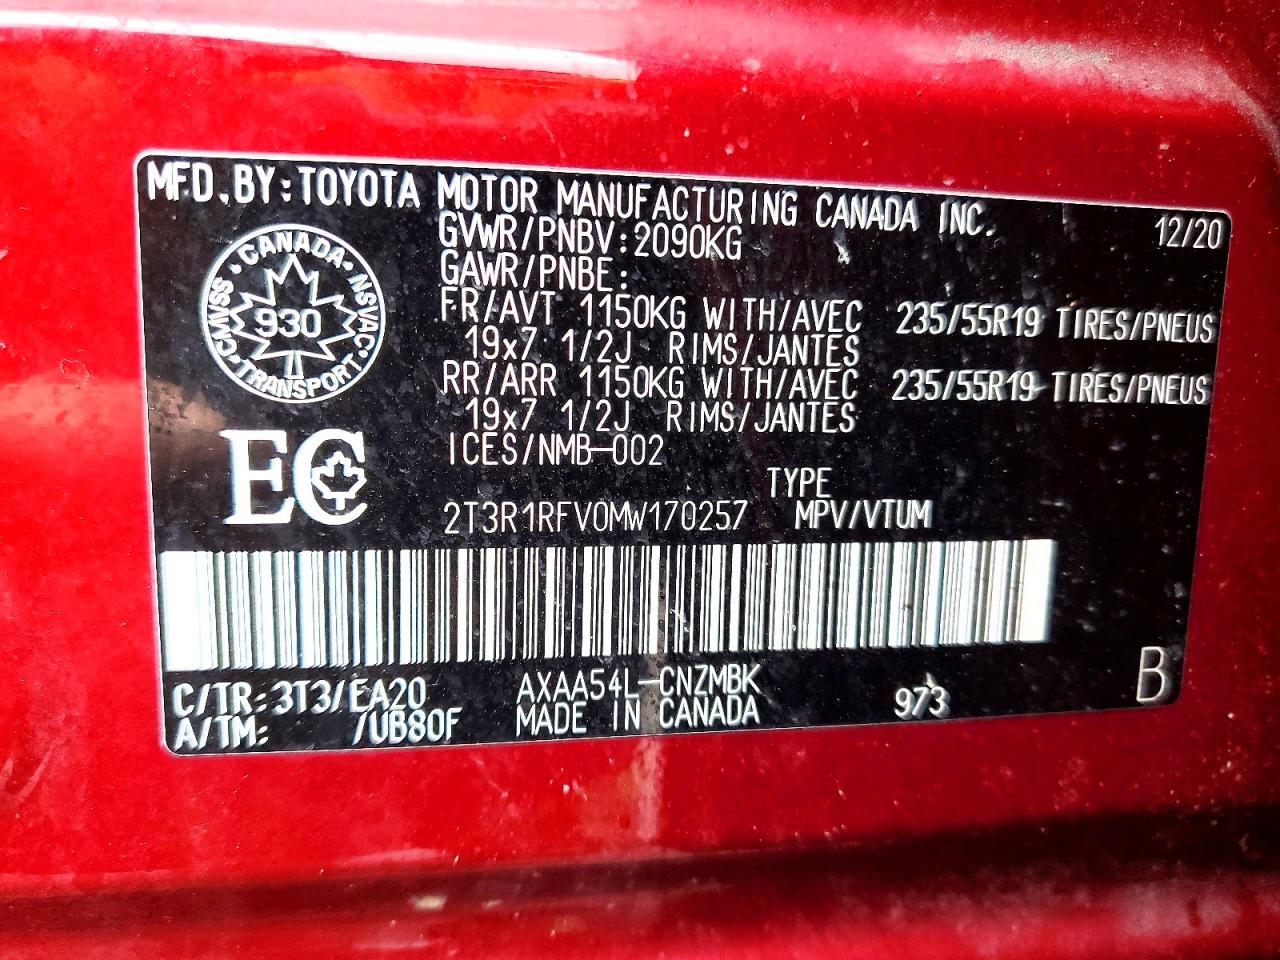 MFD.BY:TOYOTA MOTOR MANUFACTURING CANADA INC. 12/20
GVWR/PNBV:2090KG
GAWR/PNBE:
FR/AVT 1150KG WITH/AVEC 235/55R19 TIRES/PNEUS
19x7 1/2J RIMS/JANTES
RR/ARR 1150KG WITH/AVEC 235/55R19 TIRES/PNEUS
19x7 1/2J RIMS/JANTES
ICES/NMB-002
CANADA · NSVAC · TRANSPORT · CMVSS
930
EC
TYPE
2T3R1RFV0MW170257 MPV/VTUM
C/TR:3T3/EA20 AXAA54L-CNZMBK 973 B
A/TM: /UB80F MADE IN CANADA